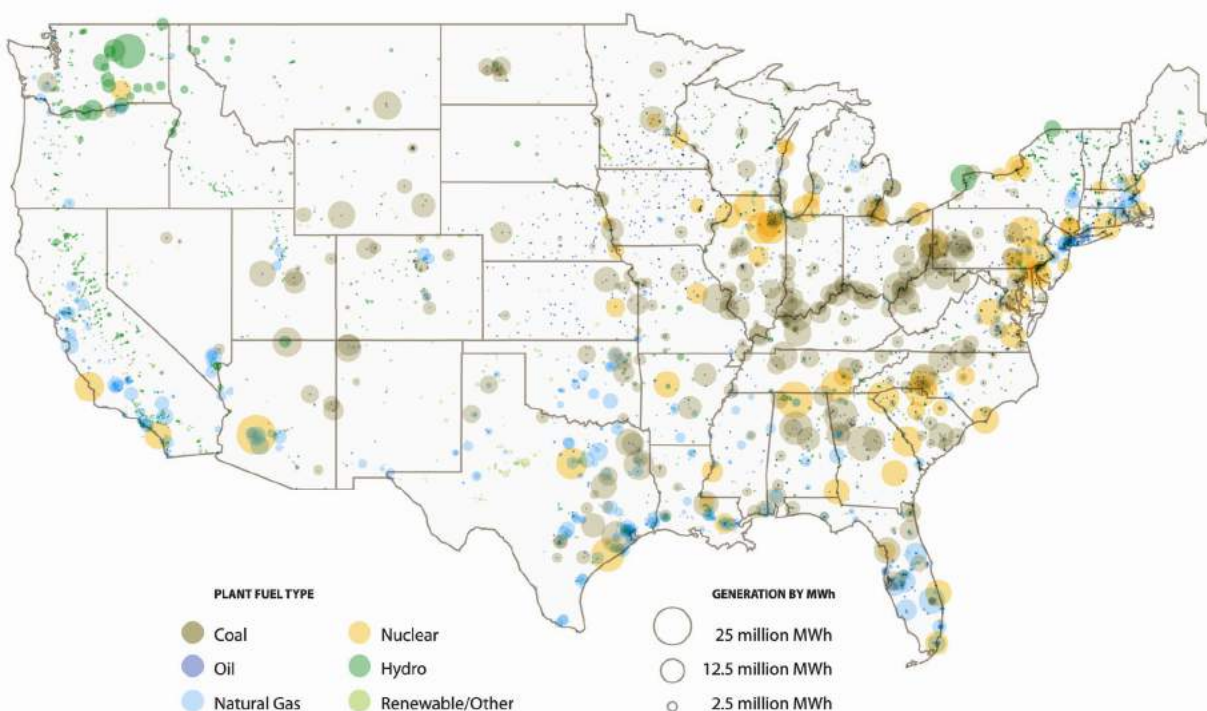 PLANT FUEL TYPE
Coal
Oil
Natural Gas
Nuclear
Hydro
Renewable/Other
GENERATION BY MWh
25 million MWh
12.5 million MWh
2.5 million MWh